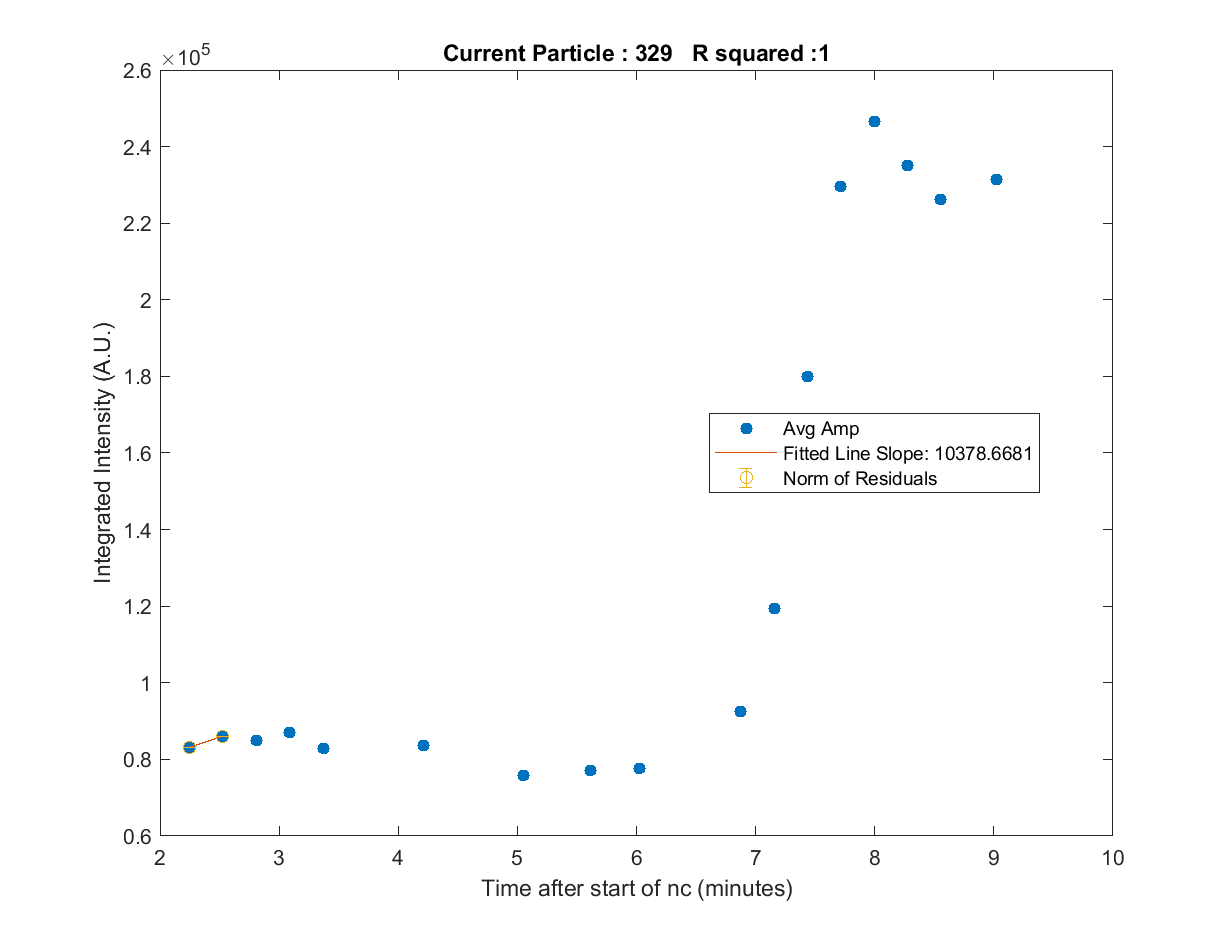 Current Particle : 329 R squared :1
×10⁵
2.6
2.4
2.2
2
1.8
1.6
1.4
1.2
1
0.8
0.6
2 3 4 5 6 7 8 9 10
Integrated Intensity (A.U.)
Time after start of nc (minutes)
Avg Amp
Fitted Line Slope: 10378.6681
Norm of Residuals